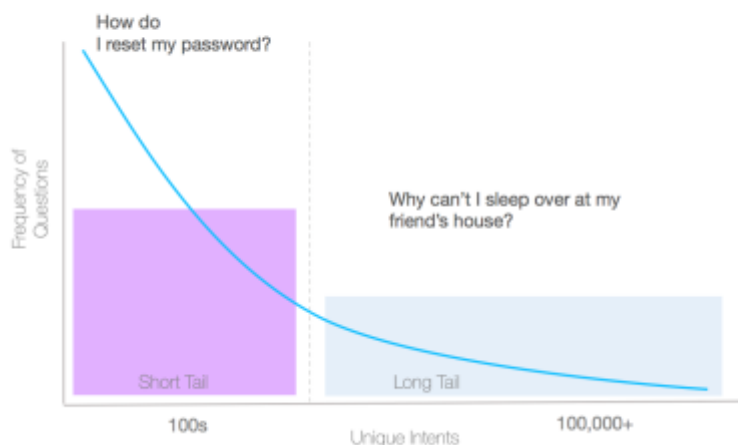 How do
I reset my password?
Frequency of
Questions
Why can't I sleep over at my
friend's house?
Short Tail
Long Tail
100s
100,000+
Unique Intents